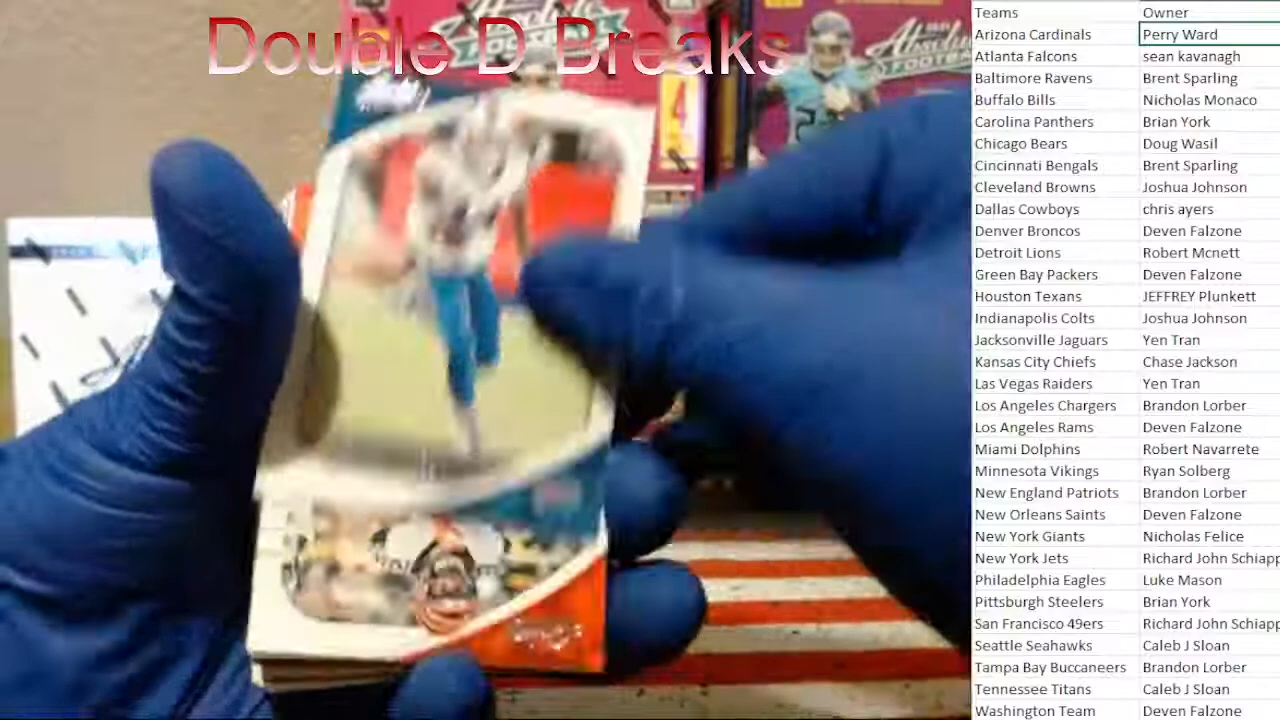 Double D Breaks
Absolute
FOOTBALL
Absolute
FOOTBALL
4
Teams Owner
Arizona Cardinals Perry Ward
Atlanta Falcons sean kavanagh
Baltimore Ravens Brent Sparling
Buffalo Bills Nicholas Monaco
Carolina Panthers Brian York
Chicago Bears Doug Wasil
Cincinnati Bengals Brent Sparling
Cleveland Browns Joshua Johnson
Dallas Cowboys chris ayers
Denver Broncos Deven Falzone
Detroit Lions Robert Mcnett
Green Bay Packers Deven Falzone
Houston Texans JEFFREY Plunkett
Indianapolis Colts Joshua Johnson
Jacksonville Jaguars Yen Tran
Kansas City Chiefs Chase Jackson
Las Vegas Raiders Yen Tran
Los Angeles Chargers Brandon Lorber
Los Angeles Rams Deven Falzone
Miami Dolphins Robert Navarrete
Minnesota Vikings Ryan Solberg
New England Patriots Brandon Lorber
New Orleans Saints Deven Falzone
New York Giants Nicholas Felice
New York Jets Richard John Schiapp
Philadelphia Eagles Luke Mason
Pittsburgh Steelers Brian York
San Francisco 49ers Richard John Schiapp
Seattle Seahawks Caleb J Sloan
Tampa Bay Buccaneers Brandon Lorber
Tennessee Titans Caleb J Sloan
Washington Team Deven Falzone